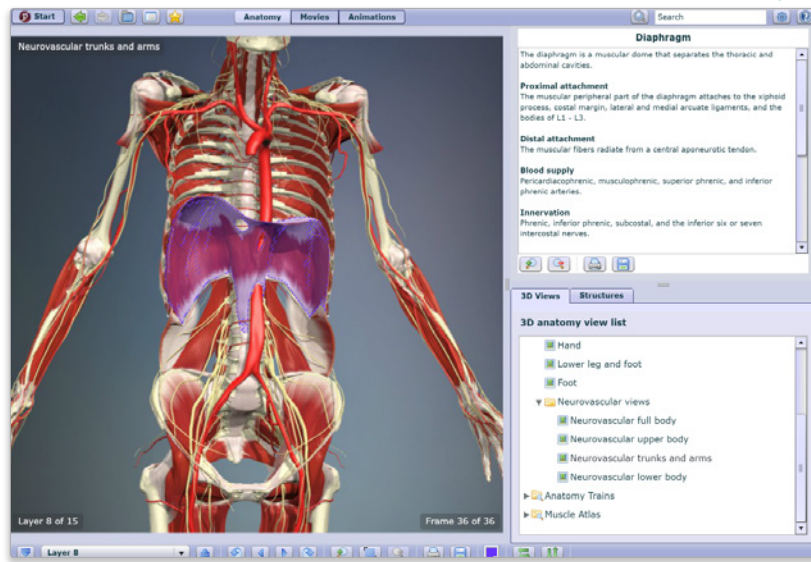 Start
Anatomy
Movies
Animations
Search
Neurovascular trunks and arms
Layer 8 of 15
Frame 36 of 36
Diaphragm
The diaphragm is a muscular dome that separates the thoracic and
abdominal cavities.
Proximal attachment
The muscular peripheral part of the diaphragm attaches to the xiphoid
process, costal margin, lateral and medial arcuate ligaments, and the
bodies of L1 - L3.
Distal attachment
The muscular fibers radiate from a central aponeurotic tendon.
Blood supply
Pericardiacophrenic, musculophrenic, superior phrenic, and inferior
phrenic arteries.
Innervation
Phrenic, inferior phrenic, subcostal, and the inferior six or seven
intercostal nerves.
3D Views
Structures
3D anatomy view list
Hand
Lower leg and foot
Foot
Neurovascular views
Neurovascular full body
Neurovascular upper body
Neurovascular trunks and arms
Neurovascular lower body
Anatomy Trains
Muscle Atlas
Layer 8